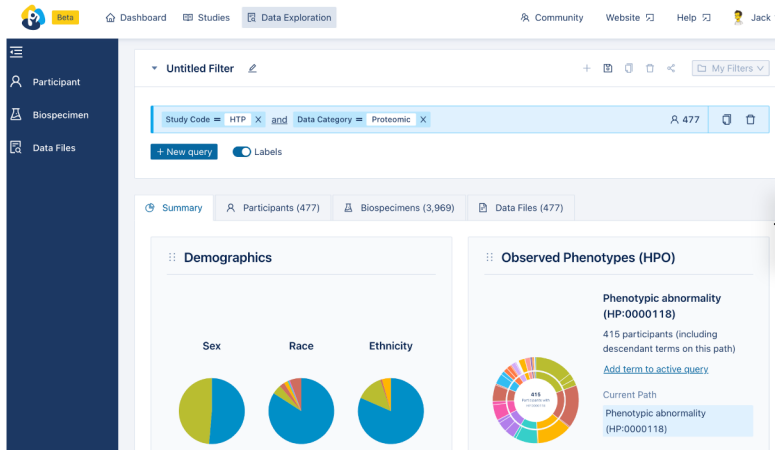 Beta
Dashboard
Studies
Data Exploration
Community
Website
Help
Jack
Participant
Biospecimen
Data Files
Untitled Filter
My Filters
Study Code = HTP X and Data Category = Proteomic X
477
+ New query
Labels
Summary
Participants (477)
Biospecimens (3,969)
Data Files (477)
Demographics
Sex
Race
Ethnicity
Observed Phenotypes (HPO)
415
Phenotypic abnormality
(HP:0000118)
415 participants (including
descendant terms on this path)
Add term to active query
Current Path
Phenotypic abnormality
(HP:0000118)